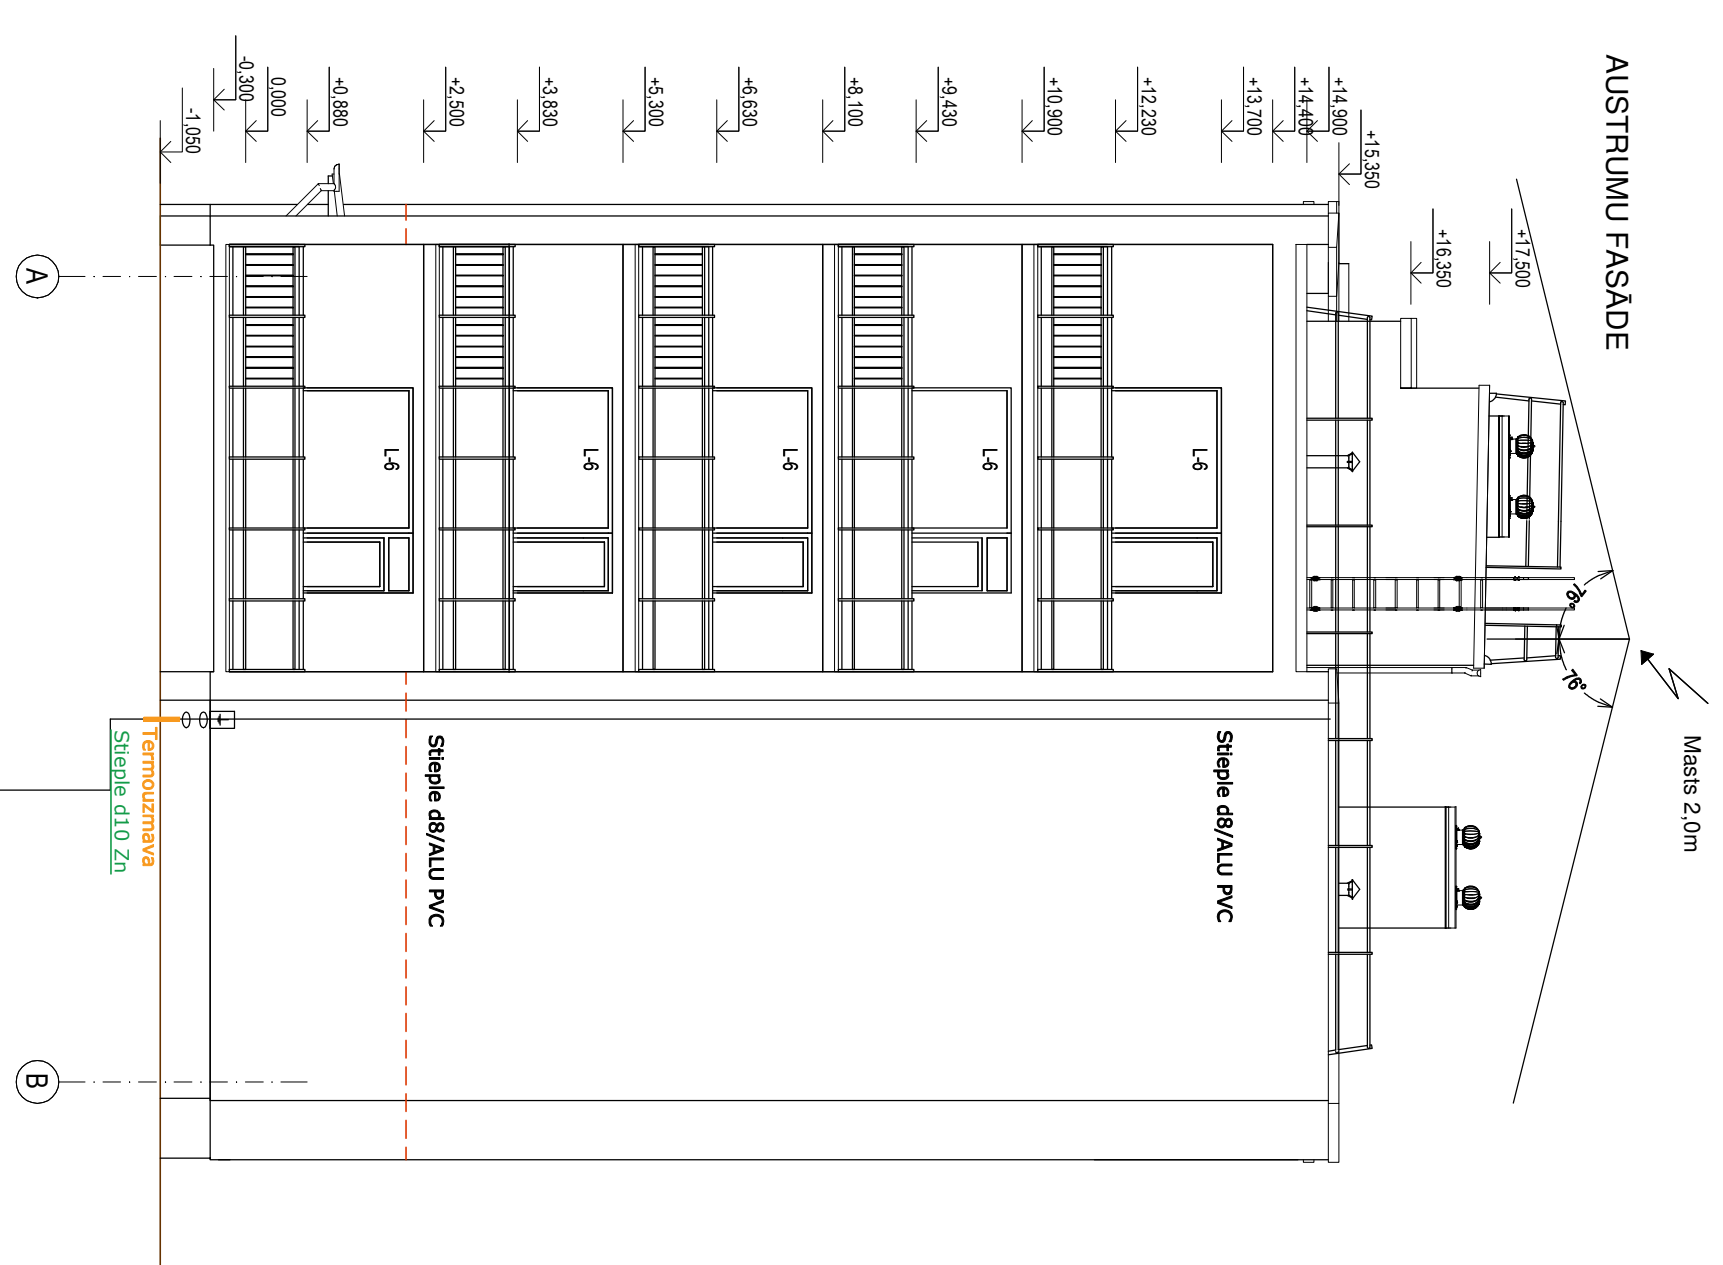 AUSTRUMU FASĀDE
Masts 2,0m
76°
76°
+17,500
+16,350
+15,350
+14,900
+14,400
+13,700
+12,230
+10,900
+9,430
+8,100
+6,630
+5,300
+3,830
+2,500
+0,880
0,000
-0,300
-1,050
L-6
L-6
L-6
L-6
L-6
Stieple d8/ALU PVC
Stieple d8/ALU PVC
Termouzmava
Stieple d10 Zn
A
B